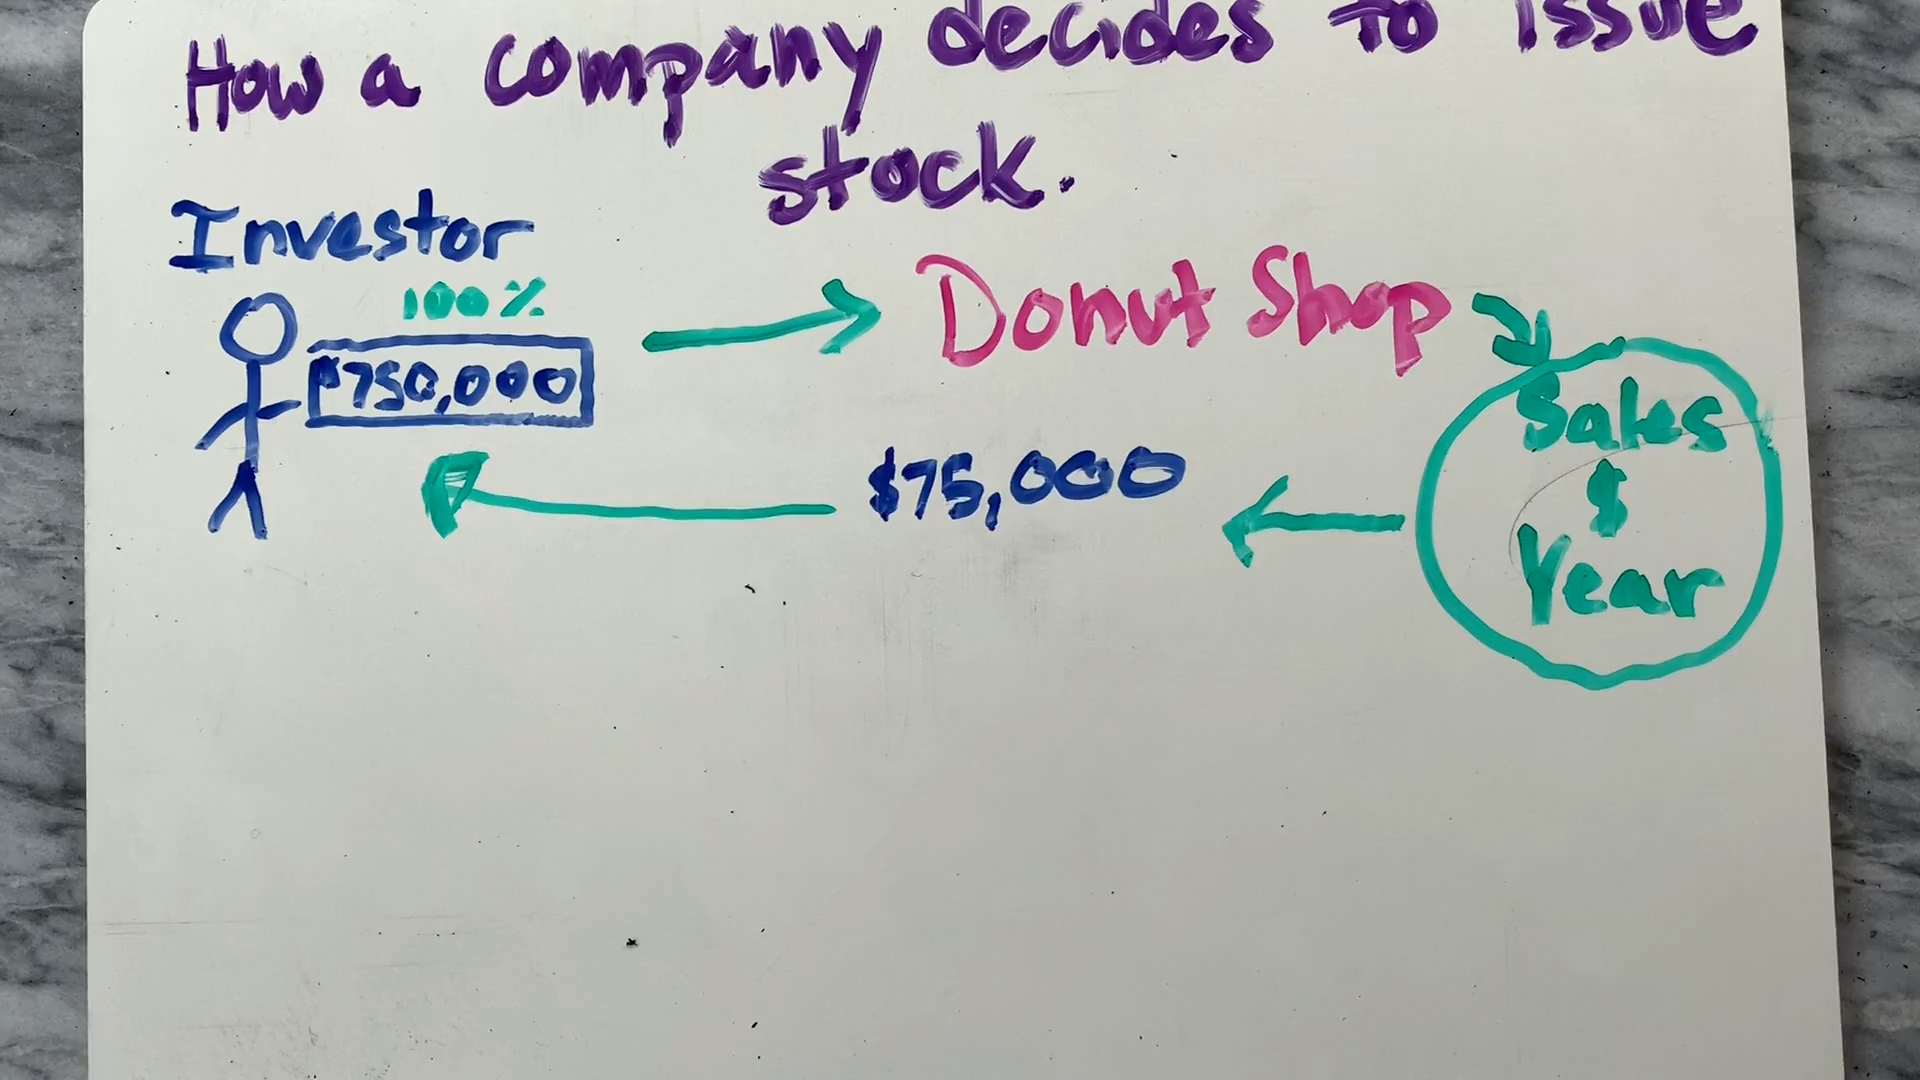 How a company decides to issue
stock.
Investor
100%
$750,000
Donut Shop
$75,000
Sales
$
Year